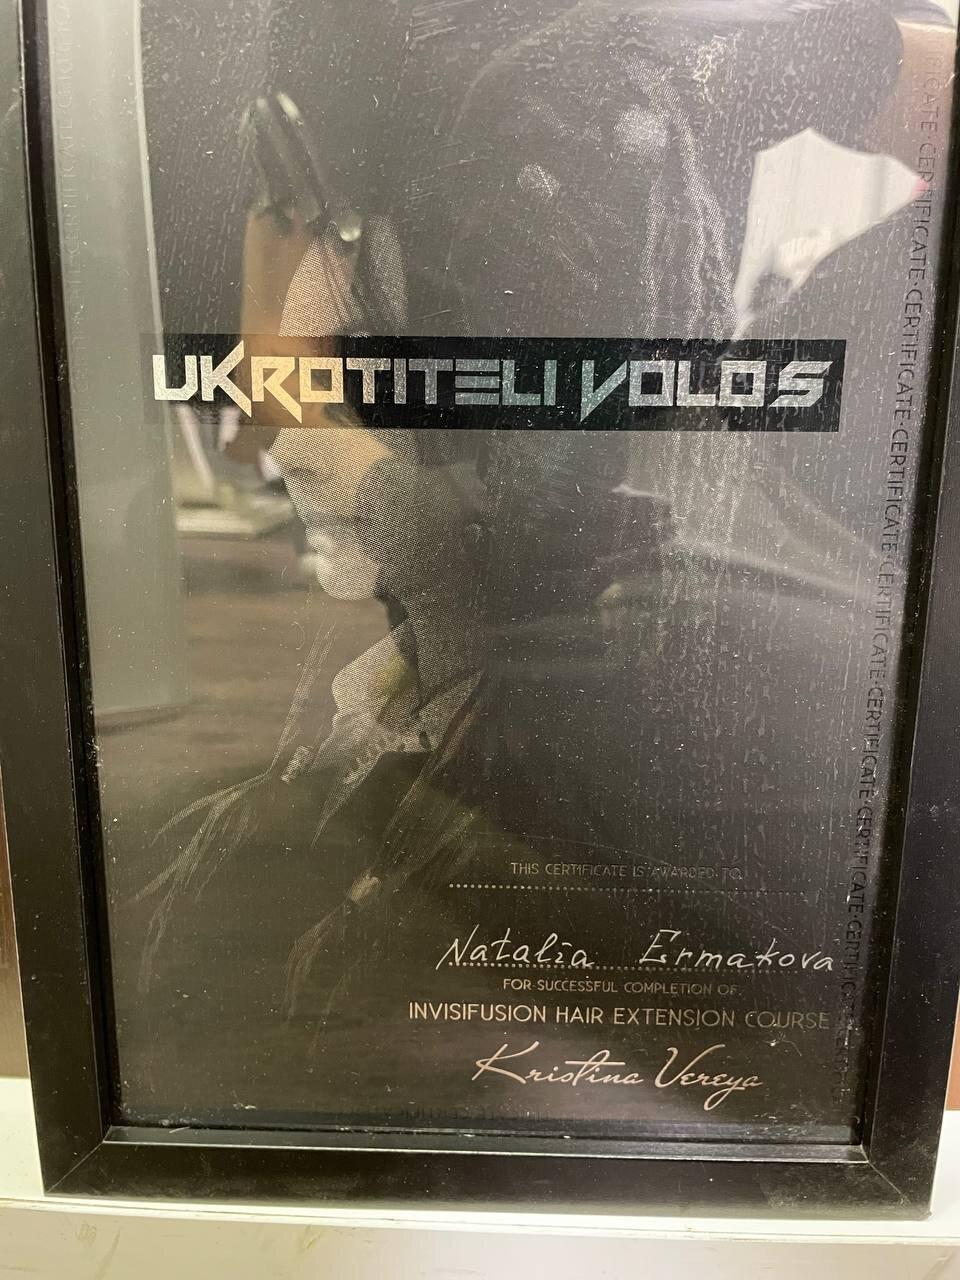 UKROTITELI VOLOS
THIS CERTIFICATE IS AWARDED TO
Natalia Ermakova
FOR SUCCESSFUL COMPLETION OF:
INVISIFUSION HAIR EXTENSION COURSE
Kristina Vereya
CERTIFICATE·CERTIFICATE·CERTIFICATE·CERTIFICATE·CERTIFICATE·CERTIFICATE·CERTIFICATE